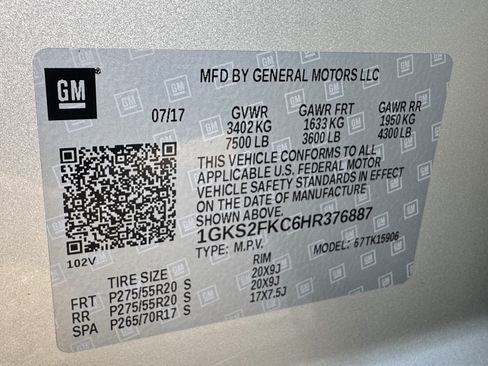 GM
MFD BY GENERAL MOTORS LLC
07/17 GVWR GAWR FRT GAWR RR
3402 KG 1633 KG 1950 KG
7500 LB 3600 LB 4300 LB
THIS VEHICLE CONFORMS TO ALL
APPLICABLE U.S. FEDERAL MOTOR
VEHICLE SAFETY STANDARDS IN EFFECT
ON THE DATE OF MANUFACTURE
SHOWN ABOVE.
1GKS2FKC6HR376887
102V TYPE: M.P.V. 67TK15906
TIRE SIZE RIM
FRT P275/55R20 S 20X9J
RR P275/55R20 S 20X9J
SPA P265/70R17 S 17X7.5J